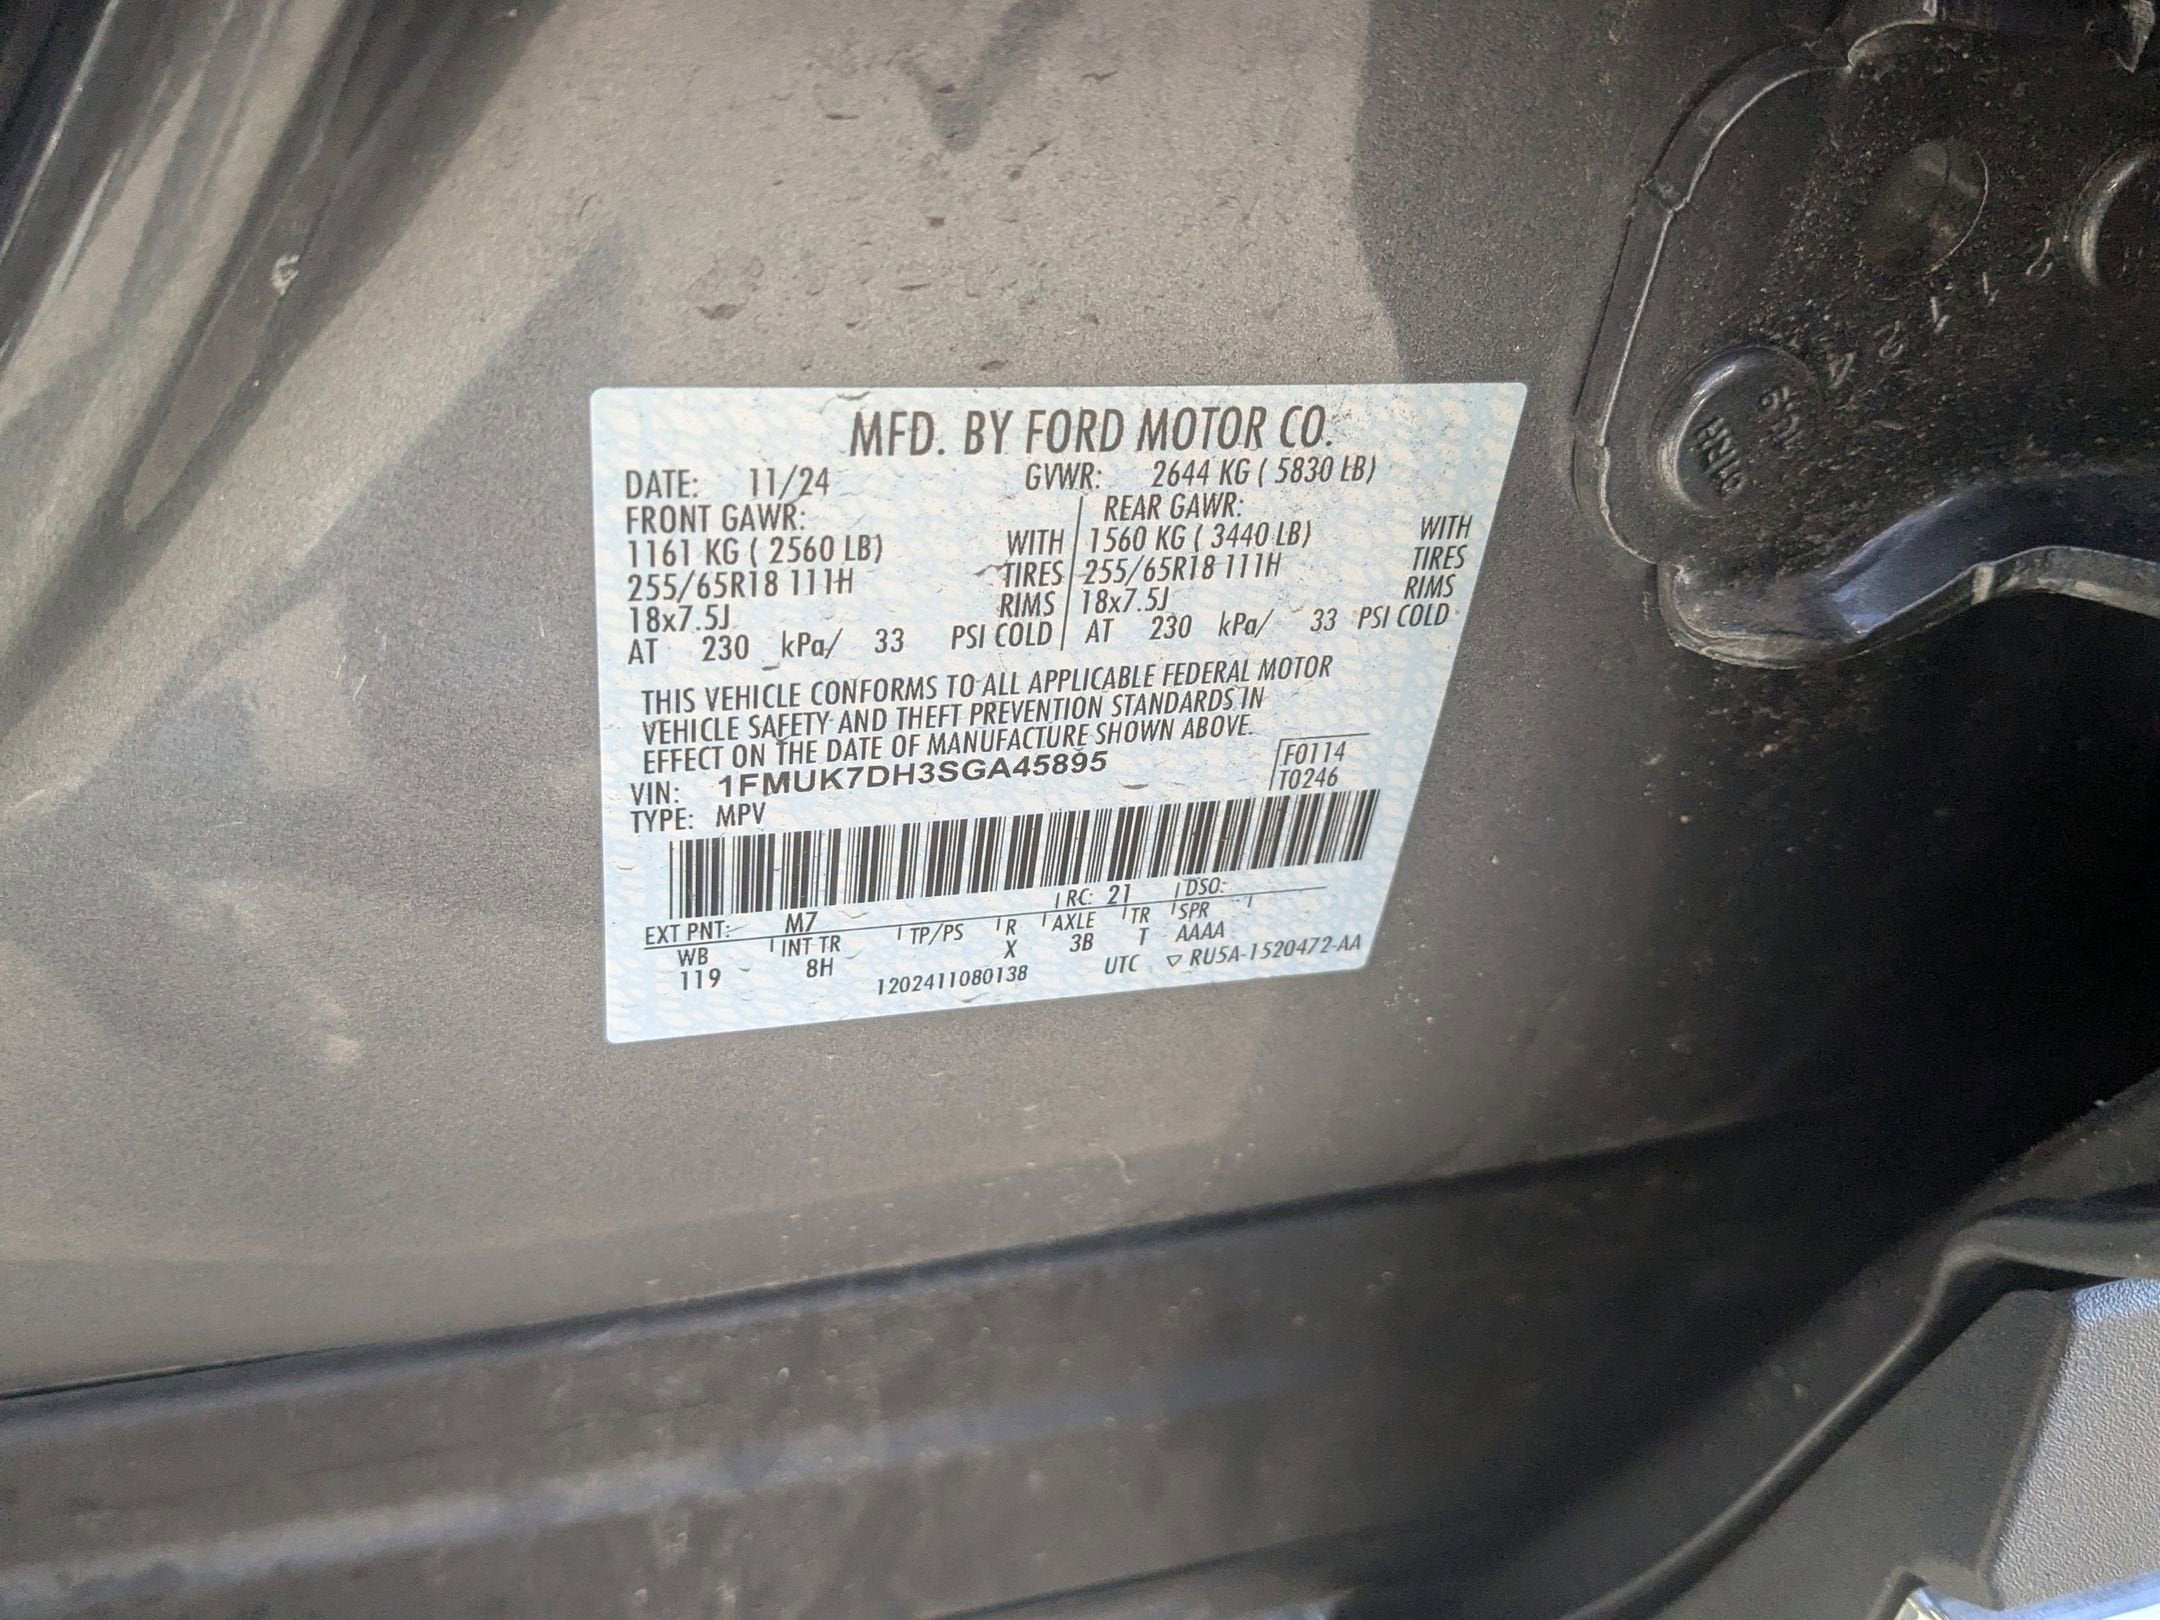 MFD. BY FORD MOTOR CO.
DATE: 11/24 GVWR: 2644 KG ( 5830 LB)
FRONT GAWR: REAR GAWR:
1161 KG ( 2560 LB) WITH 1560 KG ( 3440 LB) WITH
255/65R18 111H TIRES 255/65R18 111H TIRES
18x7.5J RIMS 18x7.5J RIMS
AT 230 kPa/ 33 PSI COLD AT 230 kPa/ 33 PSI COLD
THIS VEHICLE CONFORMS TO ALL APPLICABLE FEDERAL MOTOR
VEHICLE SAFETY AND THEFT PREVENTION STANDARDS IN
EFFECT ON THE DATE OF MANUFACTURE SHOWN ABOVE.
VIN: 1FMUK7DH3SGA45895 F0114
TYPE: MPV T0246
EXT PNT: M7 RC: 21 DSO:
WB INT TR TP/PS R AXLE TR SPR
119 8H X 3B T AAAA
1202411080138 UTC ▽ RU5A-1520472-AA